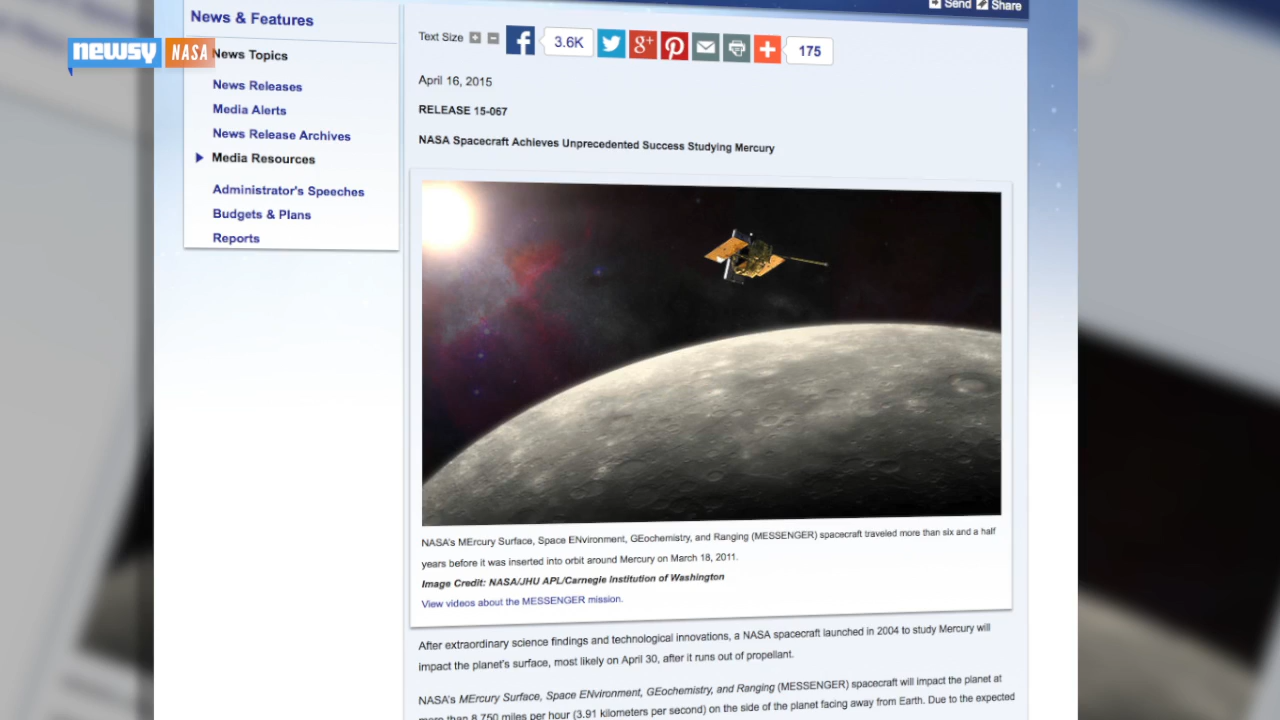 Send Share
News & Features
newsy NASA
News Topics
News Releases
Media Alerts
News Release Archives
Media Resources
Administrator's Speeches
Budgets & Plans
Reports
Text Size + - f 3.6K g+ + 175
April 16, 2015
RELEASE 15-067
NASA Spacecraft Achieves Unprecedented Success Studying Mercury
NASA's MErcury Surface, Space ENvironment, GEochemistry, and Ranging (MESSENGER) spacecraft traveled more than six and a half
years before it was inserted into orbit around Mercury on March 18, 2011.
Image Credit: NASA/JHU APL/Carnegie Institution of Washington
View videos about the MESSENGER mission.
After extraordinary science findings and technological innovations, a NASA spacecraft launched in 2004 to study Mercury will
impact the planet's surface, most likely on April 30, after it runs out of propellant.
NASA's MErcury Surface, Space ENvironment, GEochemistry, and Ranging (MESSENGER) spacecraft will impact the planet at
more than 8,750 miles per hour (3.91 kilometers per second) on the side of the planet facing away from Earth. Due to the expected